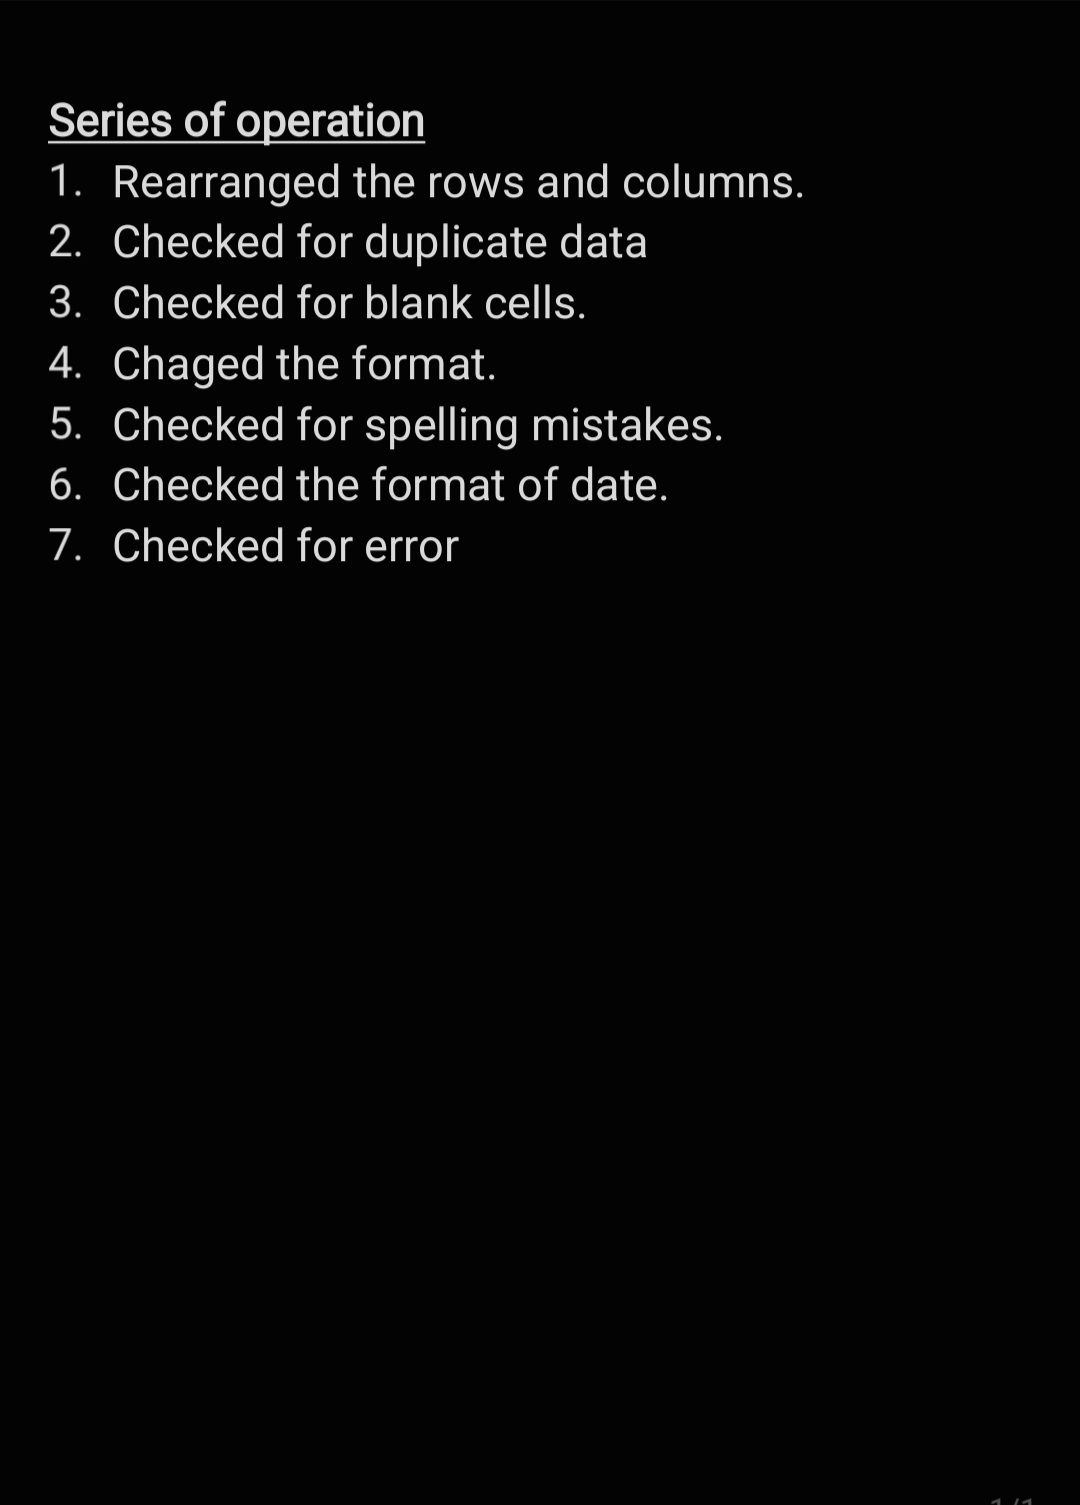 Series of operation
1. Rearranged the rows and columns.
2. Checked for duplicate data
3. Checked for blank cells.
4. Chaged the format.
5. Checked for spelling mistakes.
6. Checked the format of date.
7. Checked for error